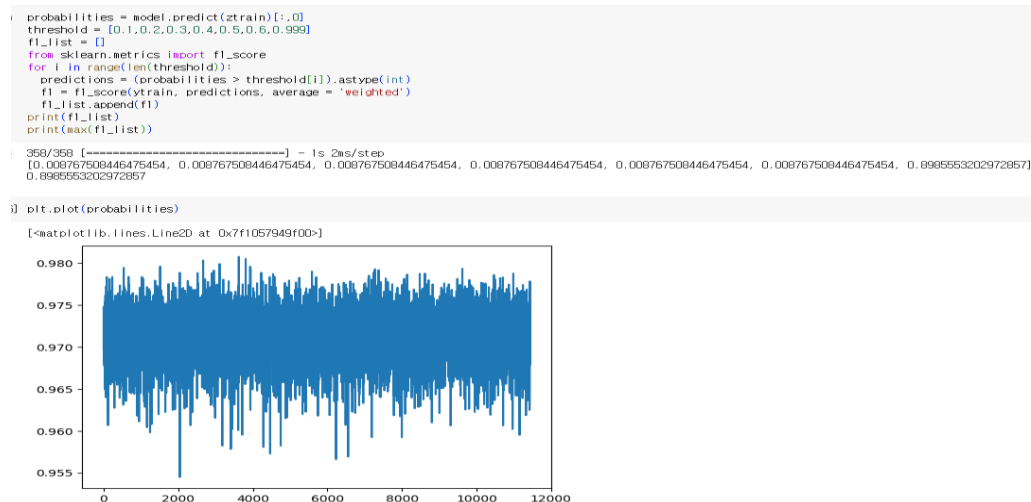 probabilities = model.predict(ztrain)[:,0]
threshold = [0.1,0.2,0.3,0.4,0.5,0.6,0.999]
f1_list = []
from sklearn.metrics import f1_score
for i in range(len(threshold)):
  predictions = (probabilities > threshold[i]).astype(int)
  f1 = f1_score(ytrain, predictions, average = 'weighted')
  f1_list.append(f1)
print(f1_list)
print(max(f1_list))
358/358 [==============================] - 1s 2ms/step
[0.008767508446475454, 0.008767508446475454, 0.008767508446475454, 0.008767508446475454, 0.008767508446475454, 0.008767508446475454, 0.8985553202972857]
0.8985553202972857
] plt.plot(probabilities)
[<matplotlib.lines.Line2D at 0x7f1057949f00>]
0.980
0.975
0.970
0.965
0.960
0.955
0 2000 4000 6000 8000 10000 12000